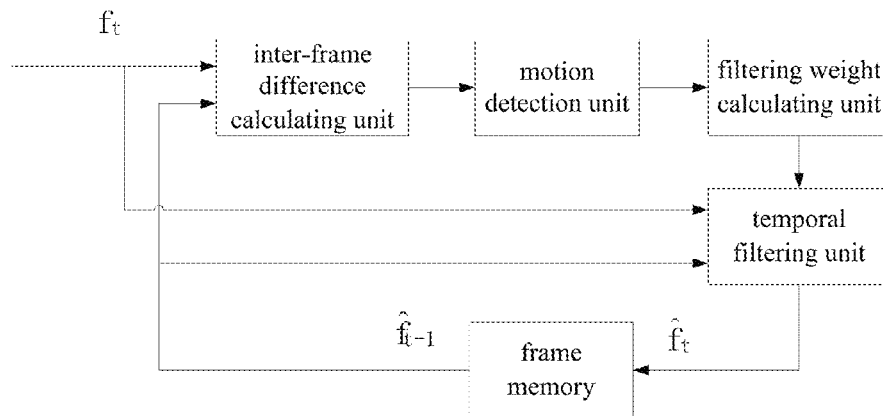 f_t
inter-frame
difference
calculating unit
motion
detection unit
filtering weight
calculating unit
temporal
filtering unit
f̂_{t-1}
f̂_t
frame
memory